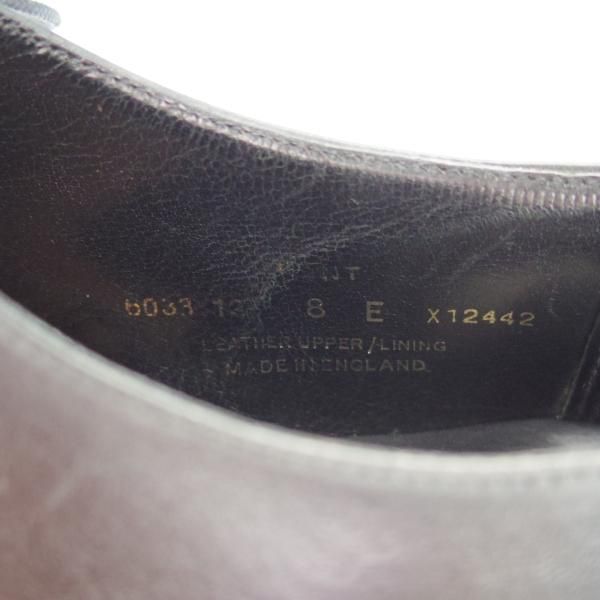 6033 8 E X12442
LEATHER UPPER/LINING
MADE IN ENGLAND